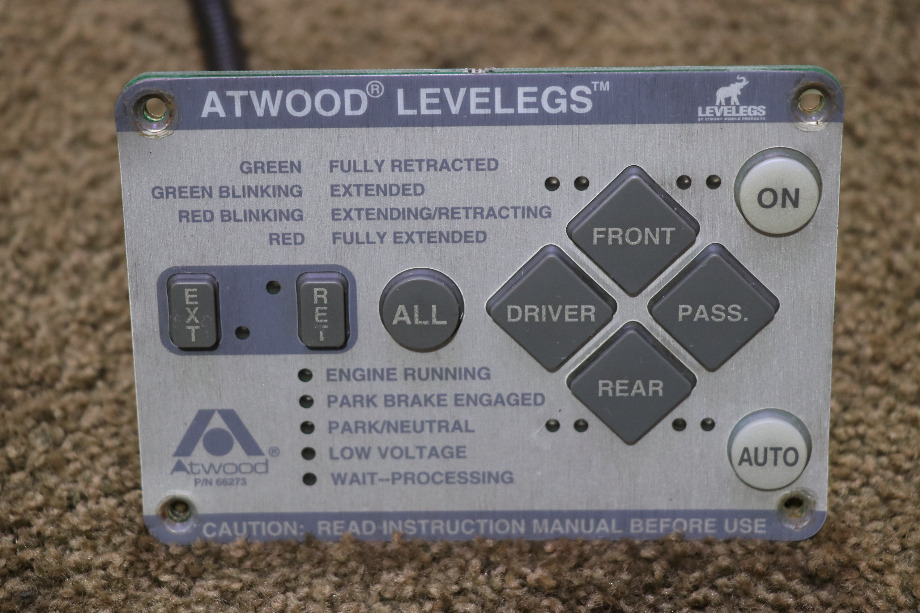 ATWOOD® LEVELEGS™
LEVELEGS
GREEN FULLY RETRACTED
GREEN BLINKING EXTENDED
RED BLINKING EXTENDING/RETRACTING
RED FULLY EXTENDED
ON
FRONT
EXT
RET
ALL
DRIVER
PASS.
REAR
ENGINE RUNNING
PARK BRAKE ENGAGED
PARK/NEUTRAL
LOW VOLTAGE
WAIT--PROCESSING
Atwood®
P/N 66273
AUTO
CAUTION: READ INSTRUCTION MANUAL BEFORE USE